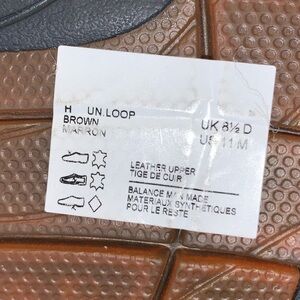 H UN.LOOP
BROWN
MARRON
UK 8½ D
US 11 M
LEATHER UPPER
TIGE DE CUIR
BALANCE MAN MADE
MATERIAUX SYNTHÉTIQUES
POUR LE RESTE